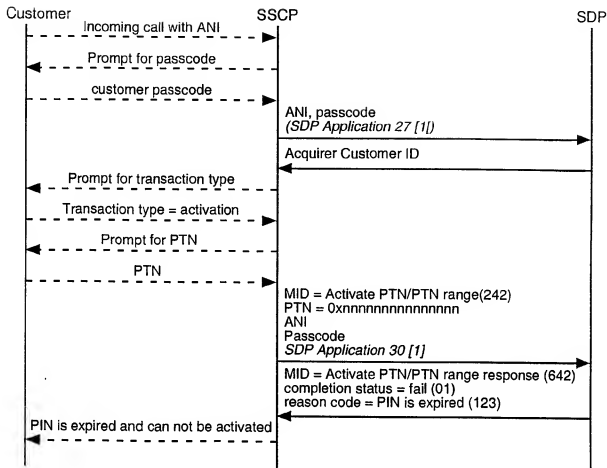 Customer
SSCP
SDP
Incoming call with ANI
Prompt for passcode
customer passcode
ANI, passcode
(SDP Application 27 [1[)
Acquirer Customer ID
Prompt for transaction type
Transaction type = activation
Prompt for PTN
PTN
MID = Activate PTN/PTN range(242)
PTN = 0xnnnnnnnnnnnnnnnn
ANI
Passcode
SDP Application 30 [1]
MID = Activate PTN/PTN range response (642)
completion status = fail (01)
reason code = PIN is expired (123)
PIN is expired and can not be activated